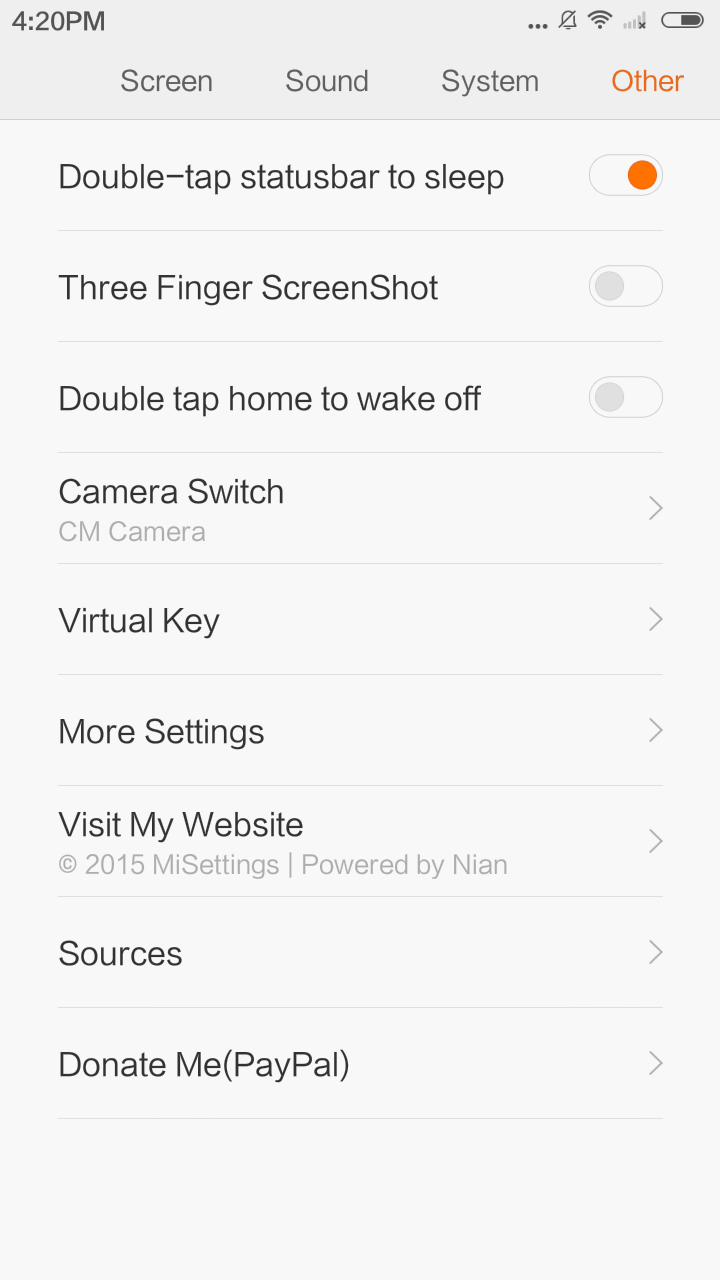 4:20PM
Screen Sound System Other
Double-tap statusbar to sleep
Three Finger ScreenShot
Double tap home to wake off
Camera Switch
CM Camera
Virtual Key
More Settings
Visit My Website
© 2015 MiSettings | Powered by Nian
Sources
Donate Me(PayPal)